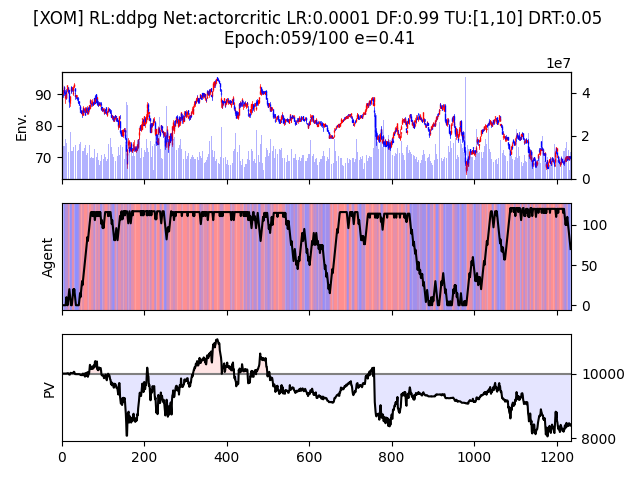 [XOM] RL:ddpg Net:actorcritic LR:0.0001 DF:0.99 TU:[1,10] DRT:0.05
Epoch:059/100 e=0.41
1e7
Env.
90
80
70
4
2
0
Agent
100
50
0
PV
10000
8000
0 200 400 600 800 1000 1200